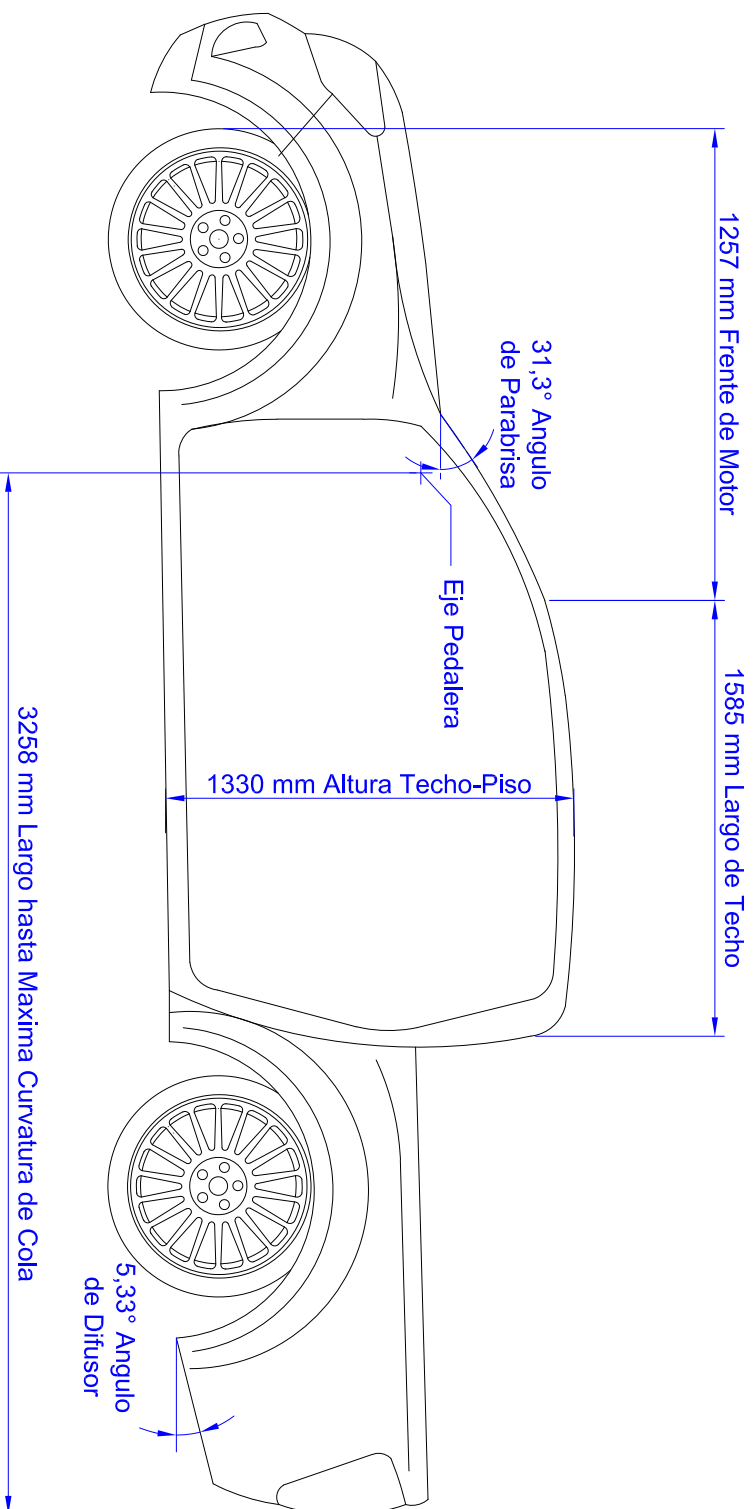 1257 mm Frente de Motor
1585 mm Largo de Techo
31,3° Angulo
de Parabrisa
Eje Pedalera
1330 mm Altura Techo-Piso
5,33° Angulo
de Difusor
3258 mm Largo hasta Maxima Curvatura de Cola